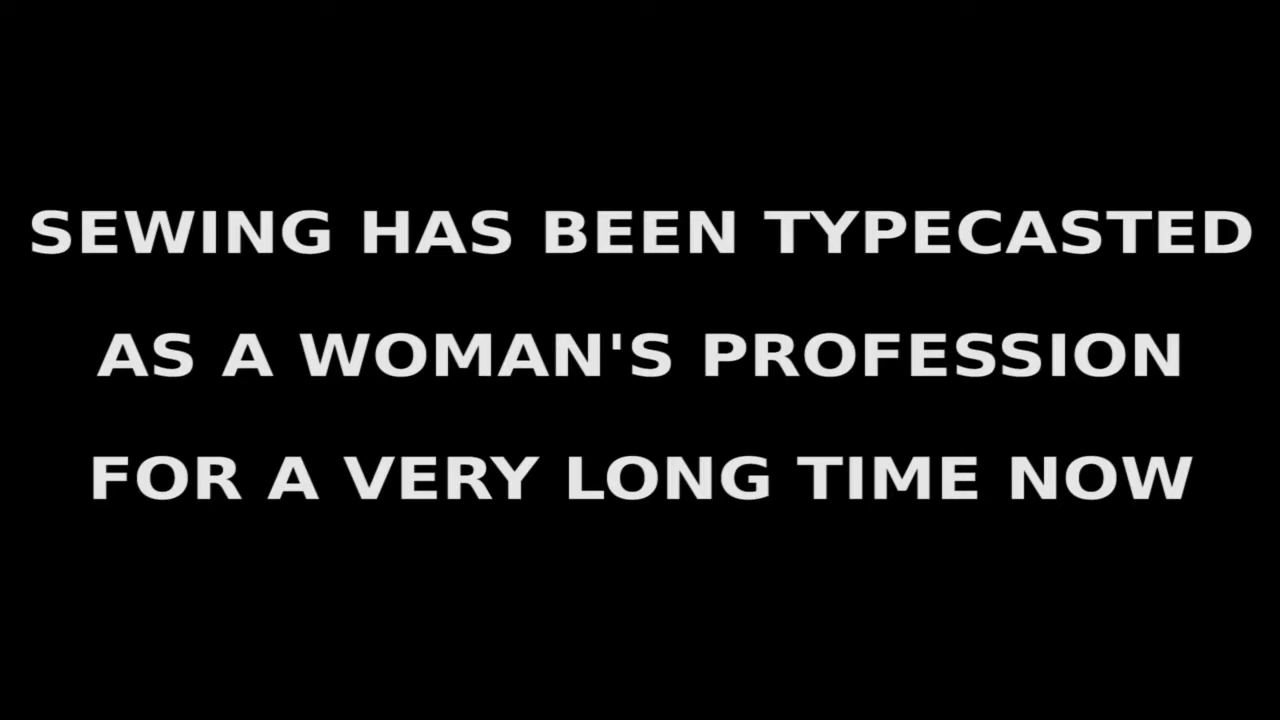 SEWING HAS BEEN TYPECASTED
AS A WOMAN'S PROFESSION
FOR A VERY LONG TIME NOW